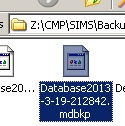 Z:\CMP\SIMS\Backu
Database2013
-3-19-212842.
mdbkp